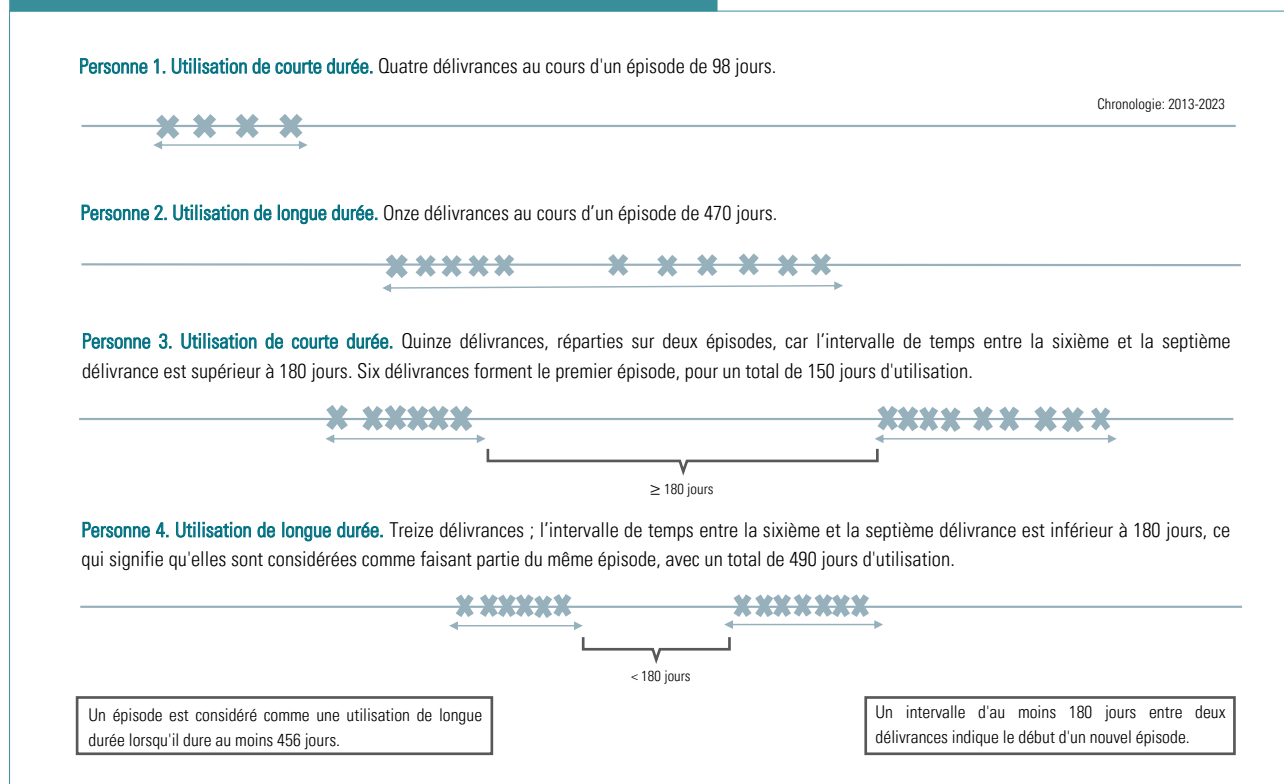 Personne 1. Utilisation de courte durée. Quatre délivrances au cours d'un épisode de 98 jours.
Chronologie: 2013-2023
Personne 2. Utilisation de longue durée. Onze délivrances au cours d’un épisode de 470 jours.
Personne 3. Utilisation de courte durée. Quinze délivrances, réparties sur deux épisodes, car l’intervalle de temps entre la sixième et la septième
délivrance est supérieur à 180 jours. Six délivrances forment le premier épisode, pour un total de 150 jours d'utilisation.
≥ 180 jours
Personne 4. Utilisation de longue durée. Treize délivrances ; l’intervalle de temps entre la sixième et la septième délivrance est inférieur à 180 jours, ce
qui signifie qu'elles sont considérées comme faisant partie du même épisode, avec un total de 490 jours d'utilisation.
< 180 jours
Un épisode est considéré comme une utilisation de longue
durée lorsqu'il dure au moins 456 jours.
Un intervalle d'au moins 180 jours entre deux
délivrances indique le début d'un nouvel épisode.